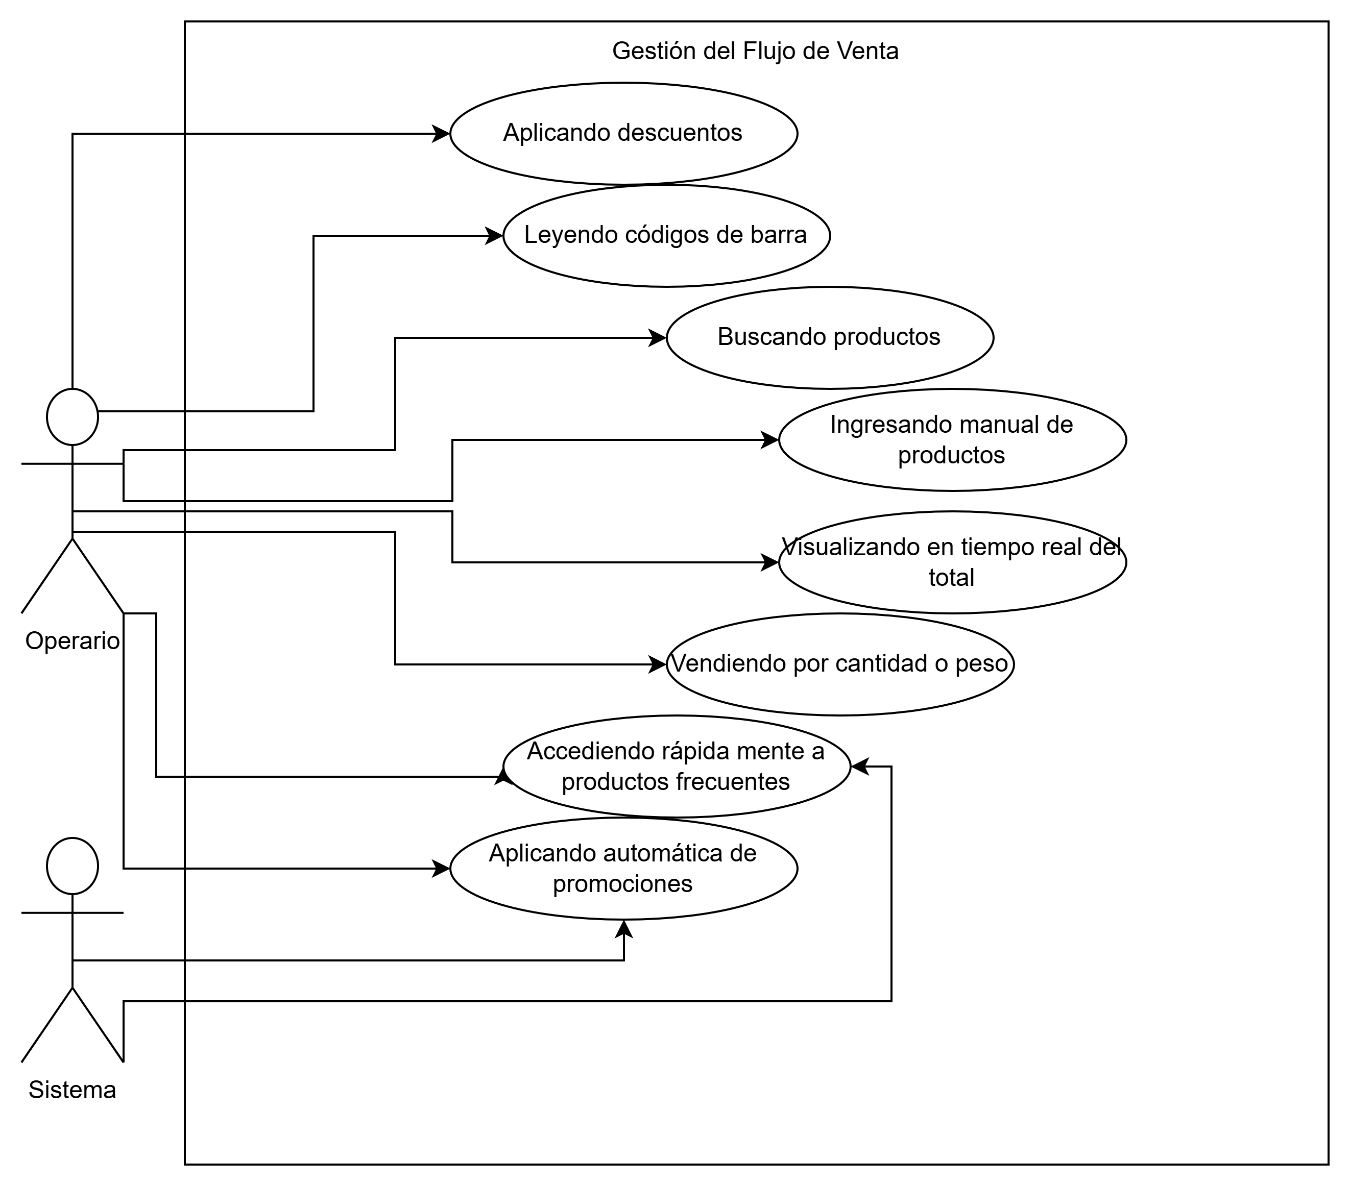 Gestión del Flujo de Venta
Aplicando descuentos
Leyendo códigos de barra
Buscando productos
Ingresando manual de
productos
Visualizando en tiempo real del
total
Operario
Vendiendo por cantidad o peso
Accediendo rápida mente a
productos frecuentes
Aplicando automática de
promociones
Sistema